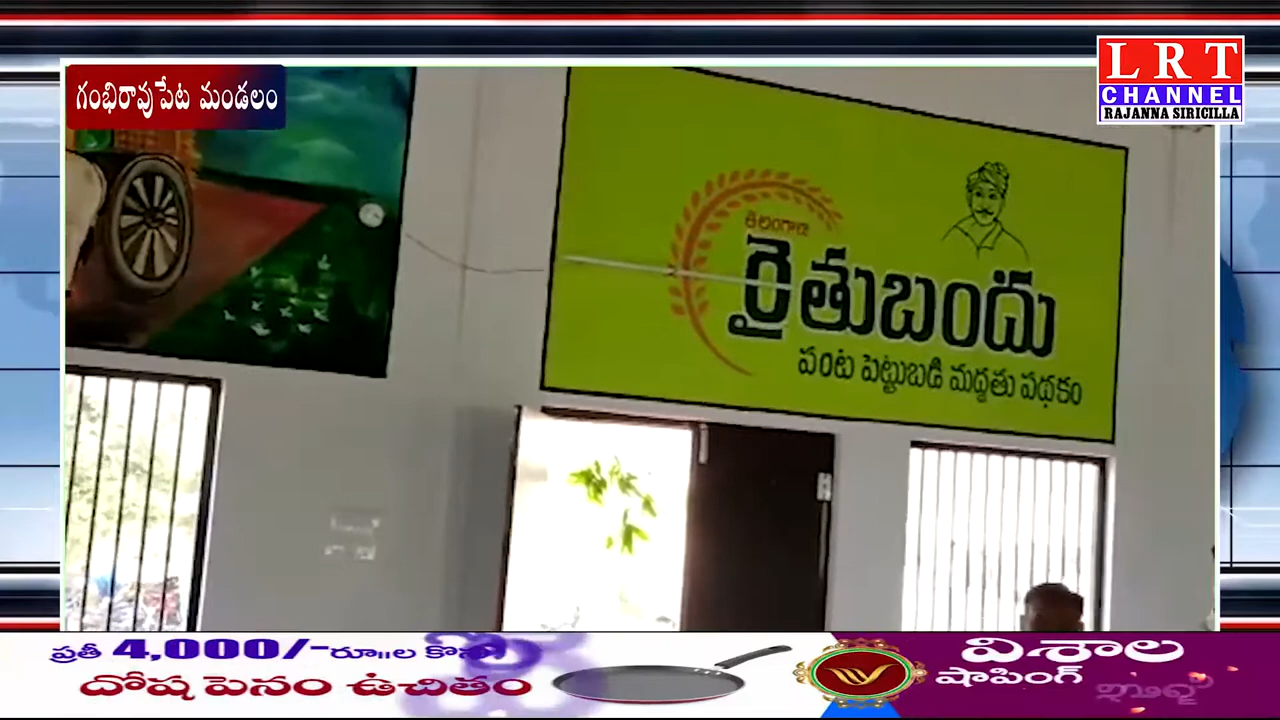 గంభీరావుపేట మండలం
LRT
CHANNEL
RAJANNA SIRICILLA
తెలంగాణ
రైతుబంధు
పంట పెట్టుబడి మద్దతు పథకం
ప్రతీ 4,000/-రూ॥ల
దోష పెనం ఉచితం
విశాల
షాపింగ్